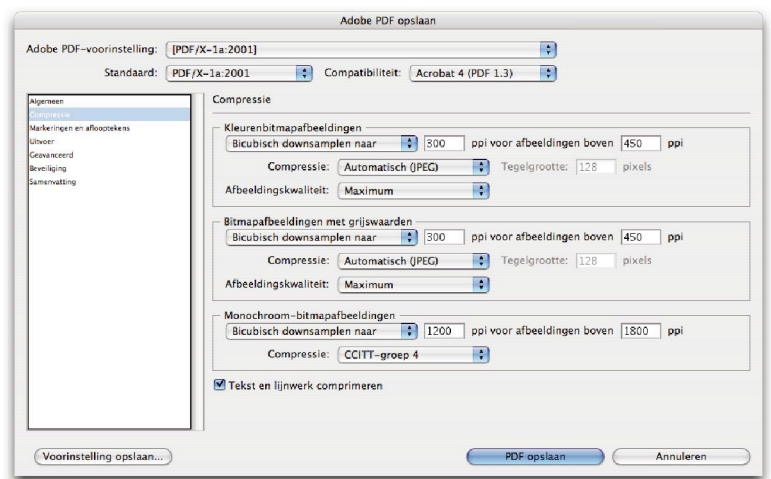 Adobe PDF opslaan
Adobe PDF-voorinstelling: [PDF/X-1a:2001]
Standaard: PDF/X-1a:2001 Compatibiliteit: Acrobat 4 (PDF 1.3)
Algemeen
Compressie
Markeringen en aflooptekens
Uitvoer
Geavanceerd
Beveiliging
Samenvatting
Compressie
Kleurenbitmapafbeeldingen
Bicubisch downsamplen naar 300 ppi voor afbeeldingen boven 450 ppi
Compressie: Automatisch (JPEG) Tegelgrootte: 128 pixels
Afbeeldingskwaliteit: Maximum
Bitmapafbeeldingen met grijswaarden
Bicubisch downsamplen naar 300 ppi voor afbeeldingen boven 450 ppi
Compressie: Automatisch (JPEG) Tegelgrootte: 128 pixels
Afbeeldingskwaliteit: Maximum
Monochroom-bitmapafbeeldingen
Bicubisch downsamplen naar 1200 ppi voor afbeeldingen boven 1800 ppi
Compressie: CCITT-groep 4
Tekst en lijnwerk comprimeren
Voorinstelling opslaan... PDF opslaan Annuleren